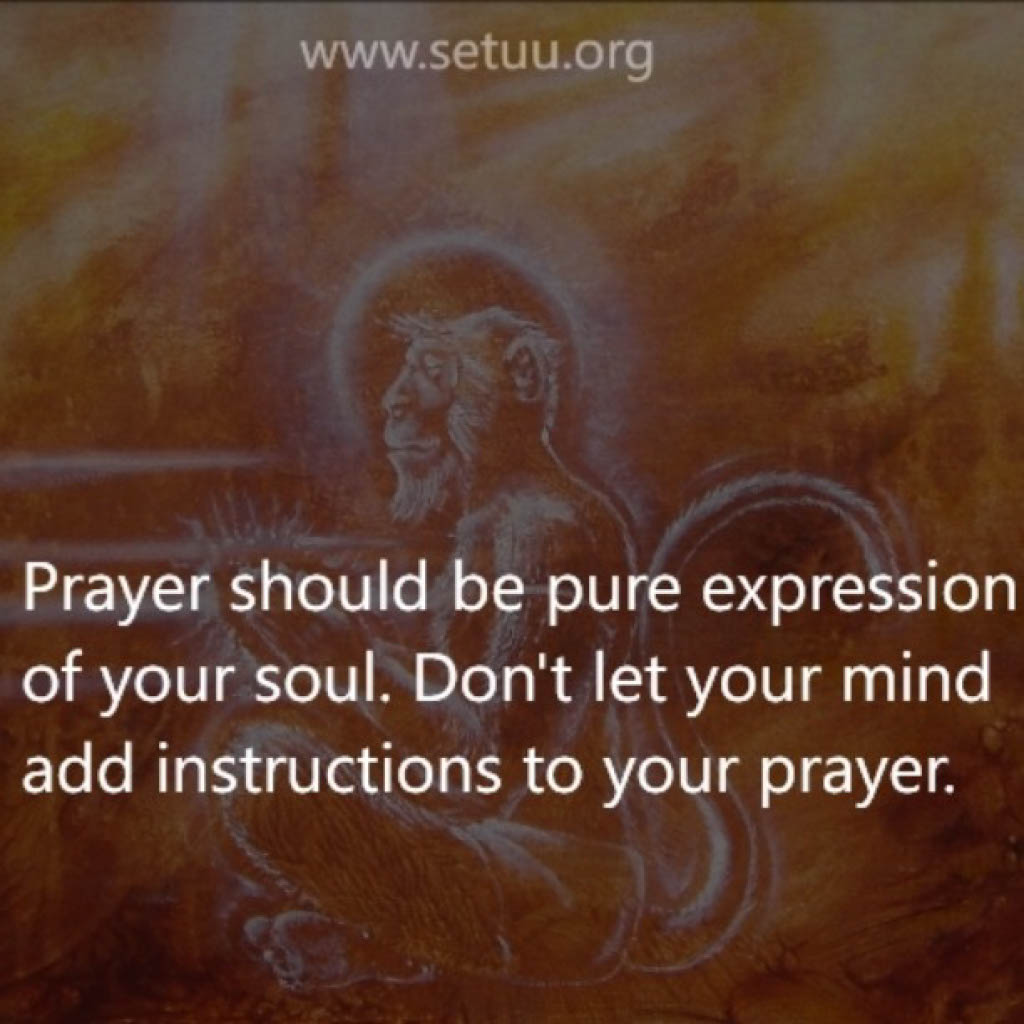 www.setuu.org
Prayer should be pure expression
of your soul. Don't let your mind
add instructions to your prayer.